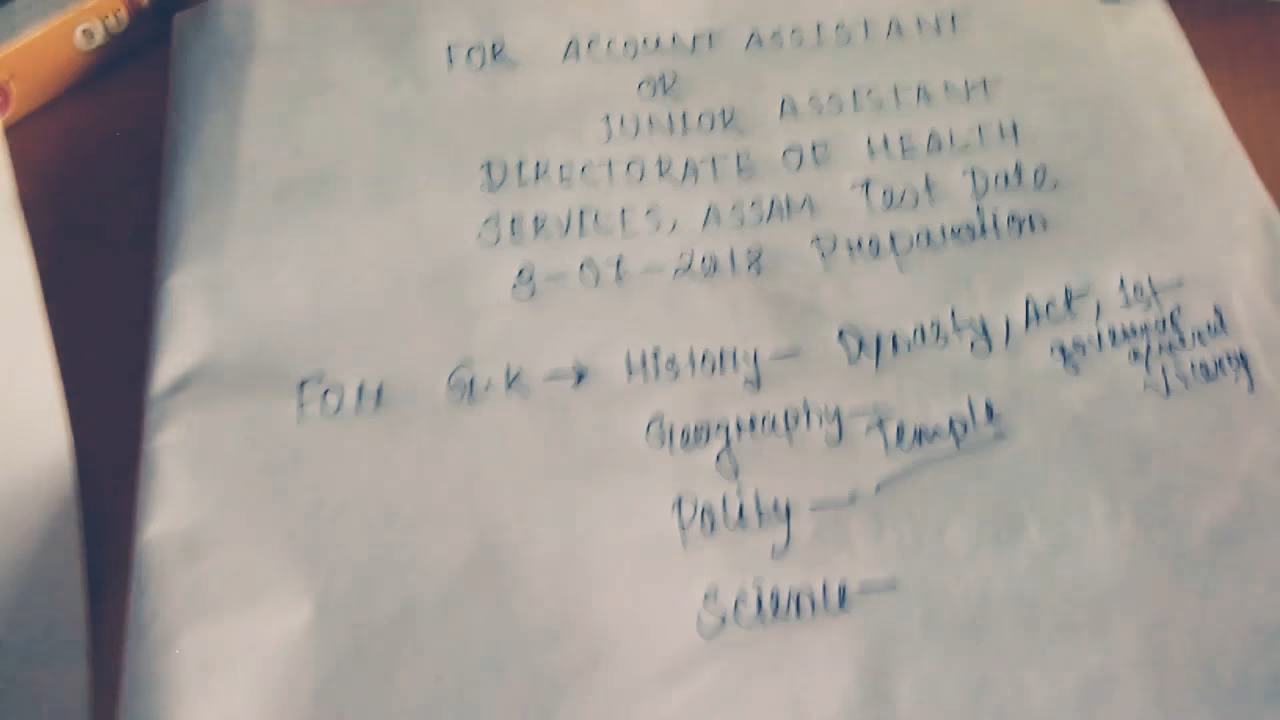 FOR ACCOUNT ASSISTANT
OR
JUNIOR ASSISTANT
DIRECTORATE OF HEALTH
SERVICES, ASSAM Test Date
8-07-2018 Preparation
For G.K → History - Dynasty, Act, 1st
governor
Geography - Temple
Polity -
Science -